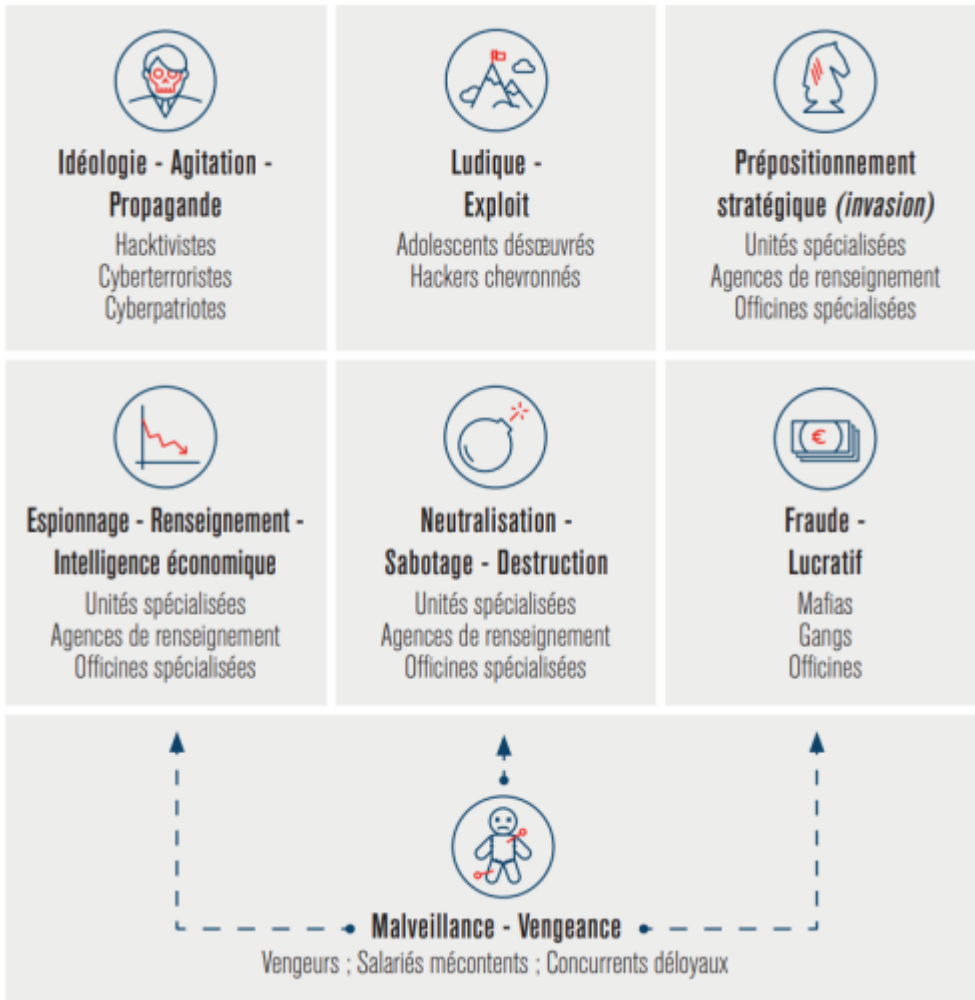 Idéologie - Agitation -
Propagande
Hacktivistes
Cyberterroristes
Cyberpatriotes
Ludique -
Exploit
Adolescents désœuvrés
Hackers chevronnés
Prépositionnement
stratégique (invasion)
Unités spécialisées
Agences de renseignement
Officines spécialisées
Espionnage - Renseignement -
Intelligence économique
Unités spécialisées
Agences de renseignement
Officines spécialisées
Neutralisation -
Sabotage - Destruction
Unités spécialisées
Agences de renseignement
Officines spécialisées
€
Fraude -
Lucratif
Mafias
Gangs
Officines
Malveillance - Vengeance
Vengeurs ; Salariés mécontents ; Concurrents déloyaux